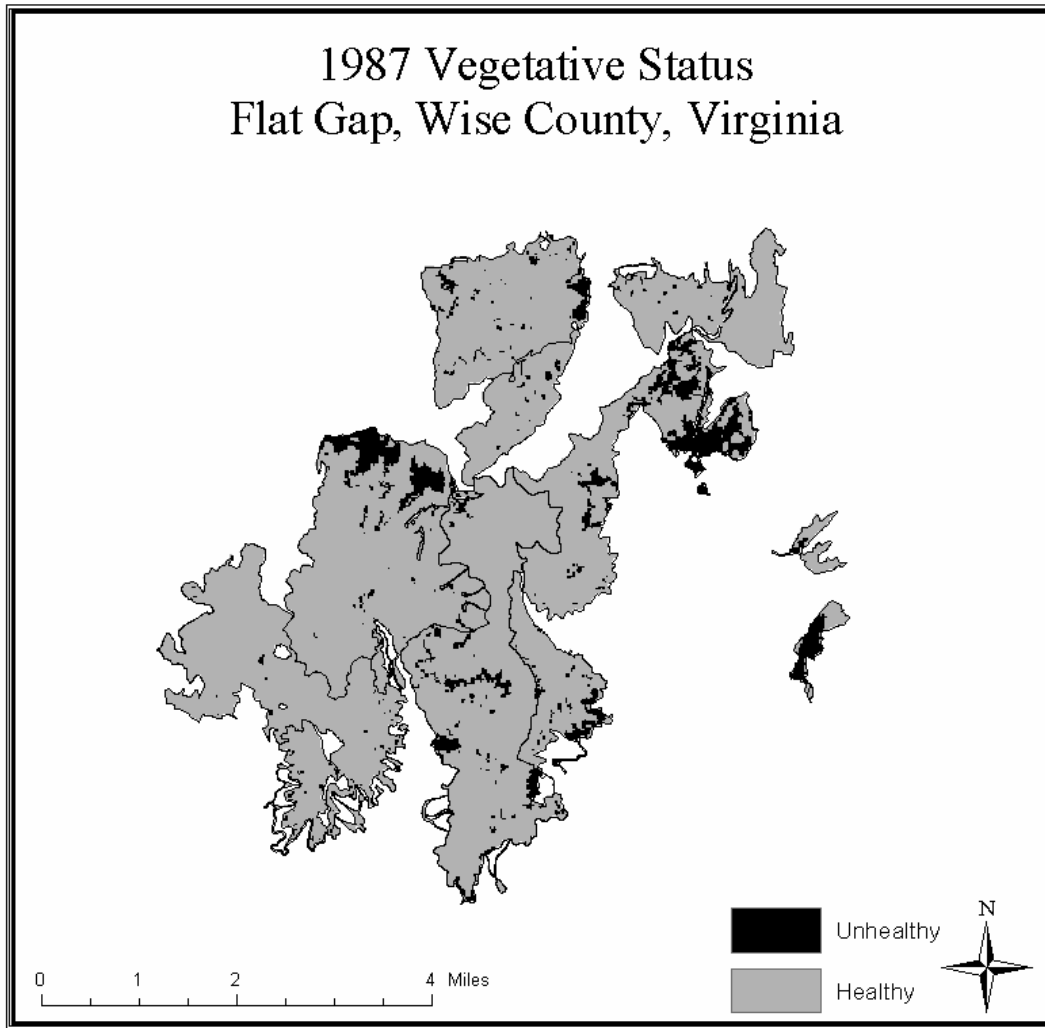 1987 Vegetative Status
Flat Gap, Wise County, Virginia
N
Unhealthy
Healthy
0 1 2 4 Miles